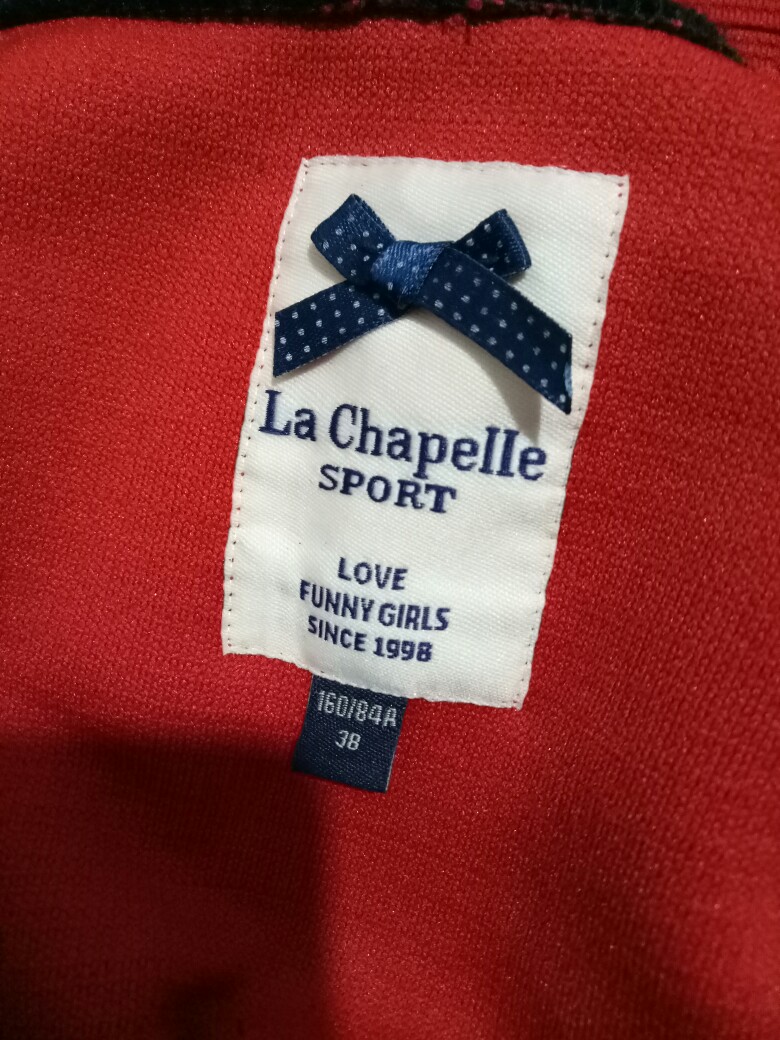 La Chapelle
SPORT
LOVE
FUNNY GIRLS
SINCE 1998
160/84A
38